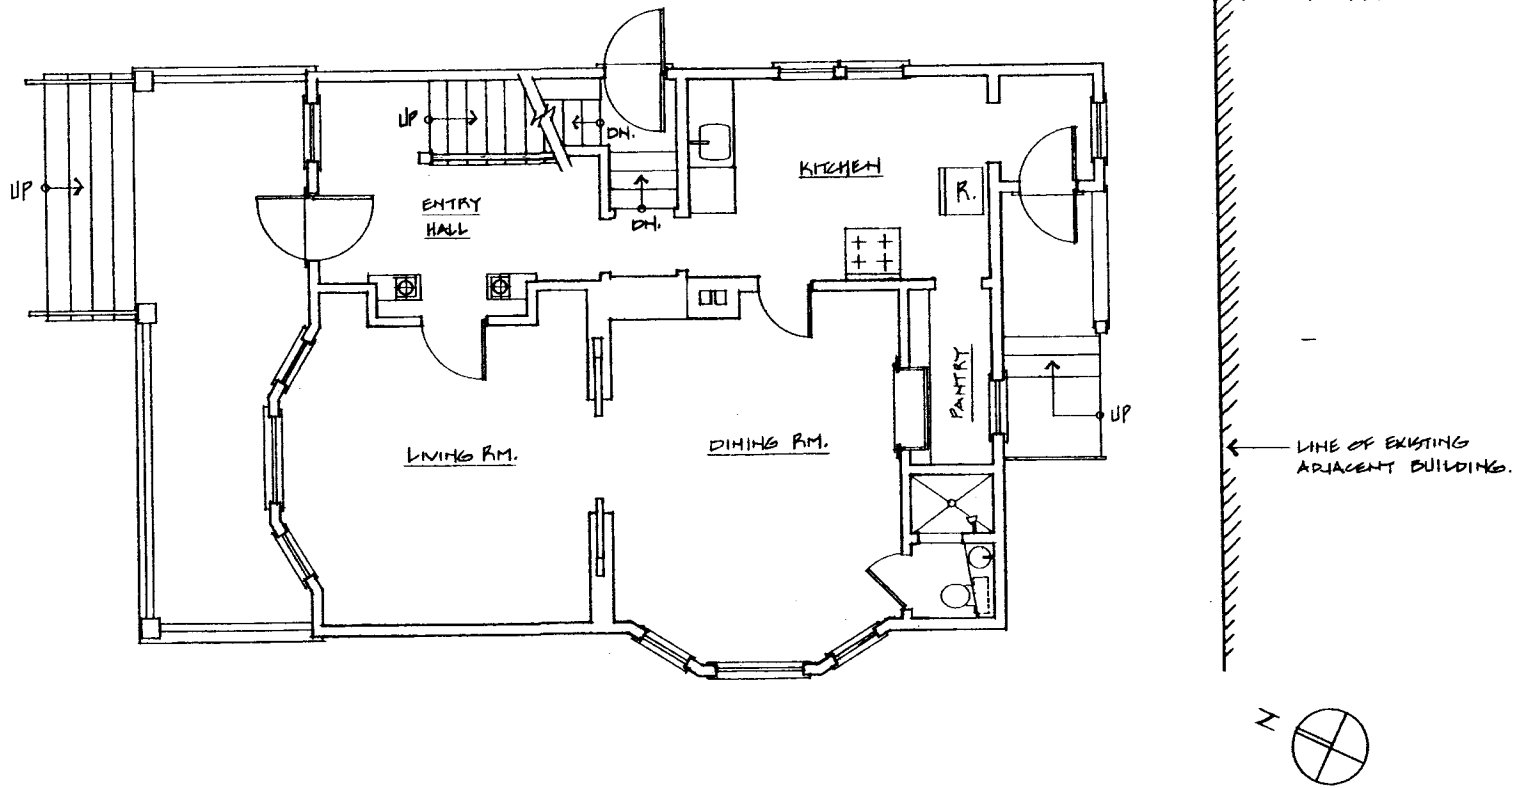 UP
DN.
UP
KITCHEN
R.
ENTRY
HALL
DN.
PANTRY
UP
LIVING RM.
DINING RM.
LINE OF EXISTING
ADJACENT BUILDING.
N